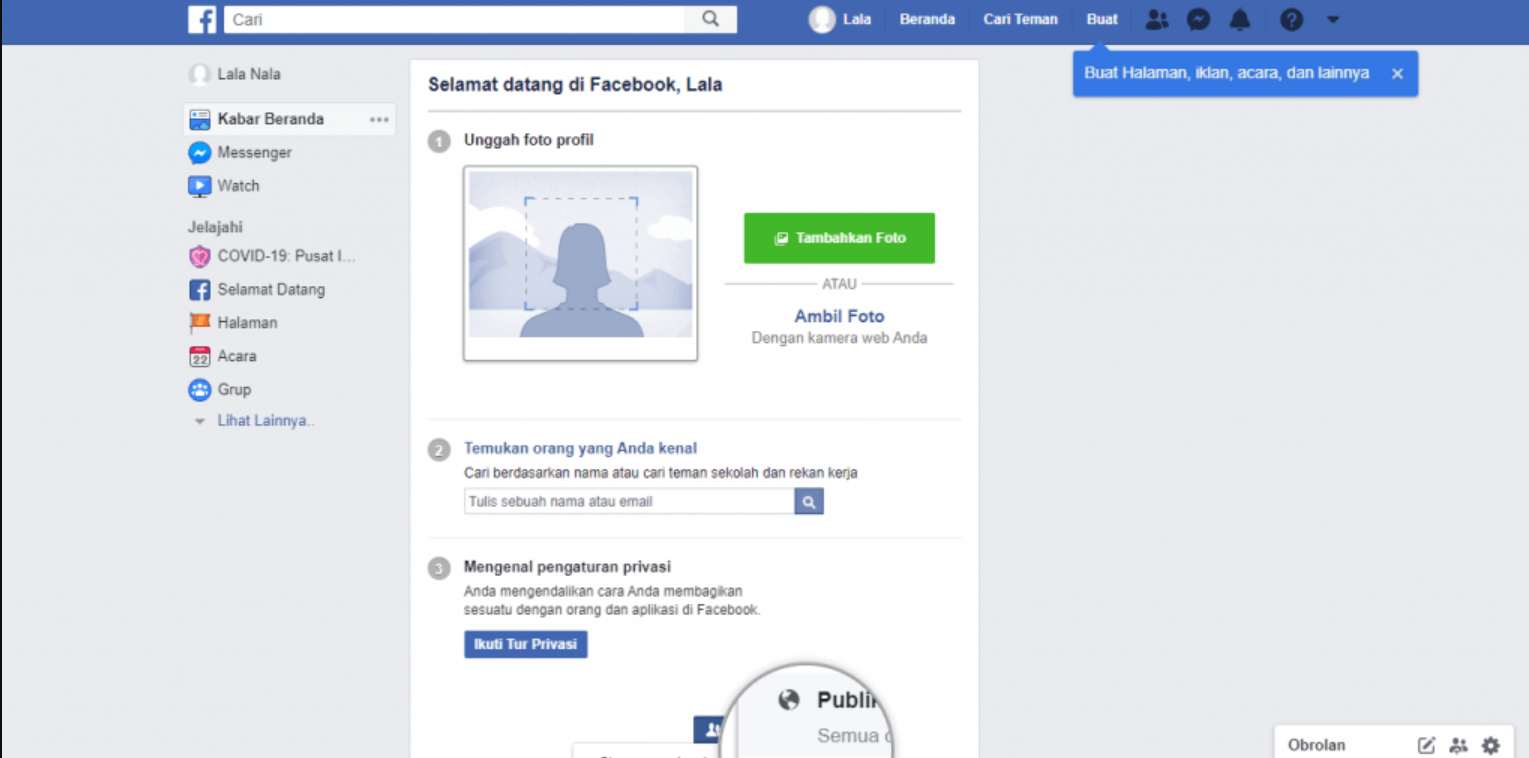 Cari
Lala
Beranda
Cari Teman
Buat
Buat Halaman, iklan, acara, dan lainnya
Lala Nala
Kabar Beranda
Messenger
Watch
Jelajahi
COVID-19: Pusat I...
Selamat Datang
Halaman
22
Acara
Grup
Lihat Lainnya..
Selamat datang di Facebook, Lala
1 Unggah foto profil
Tambahkan Foto
ATAU
Ambil Foto
Dengan kamera web Anda
2 Temukan orang yang Anda kenal
Cari berdasarkan nama atau cari teman sekolah dan rekan kerja
Tulis sebuah nama atau email
3 Mengenal pengaturan privasi
Anda mengendalikan cara Anda membagikan
sesuatu dengan orang dan aplikasi di Facebook.
Ikuti Tur Privasi
Semua
Obrolan